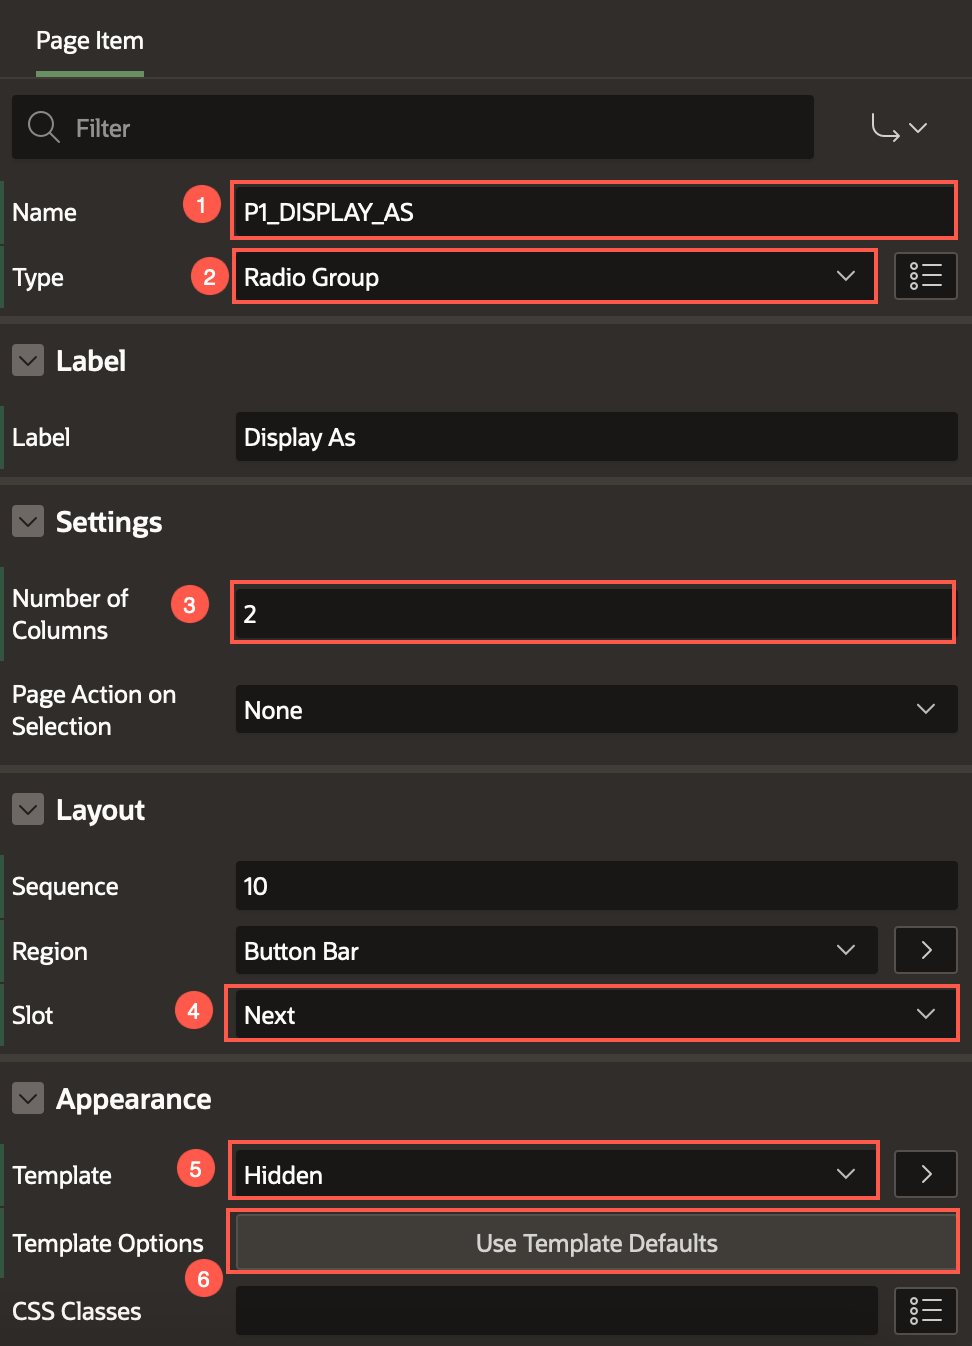 Page Item
Filter
Name 1 P1_DISPLAY_AS
Type 2 Radio Group
Label
Label Display As
Settings
Number of Columns 3 2
Page Action on Selection None
Layout
Sequence 10
Region Button Bar
Slot 4 Next
Appearance
Template 5 Hidden
Template Options Use Template Defaults
6
CSS Classes